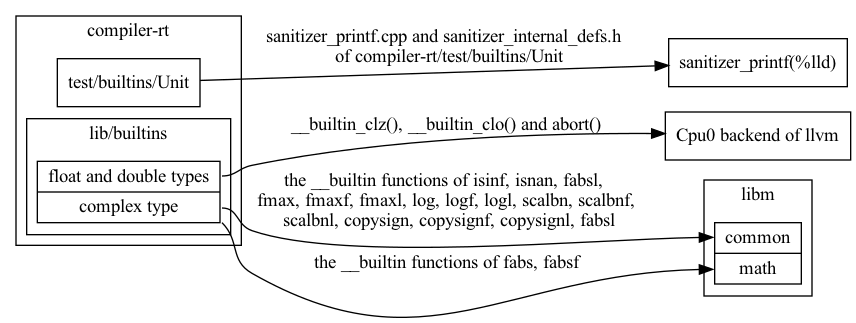 compiler-rt
sanitizer_printf.cpp and sanitizer_internal_defs.h
of compiler-rt/test/builtins/Unit
sanitizer_printf(%lld)
test/builtins/Unit
lib/builtins
__builtin_clz(), __builtin_clo() and abort()
Cpu0 backend of llvm
float and double types
complex type
the __builtin functions of isinf, isnan, fabsl,
fmax, fmaxf, fmaxl, log, logf, logl, scalbn, scalbnf,
scalbnl, copysign, copysignf, copysignl, fabsl
libm
common
math
the __builtin functions of fabs, fabsf